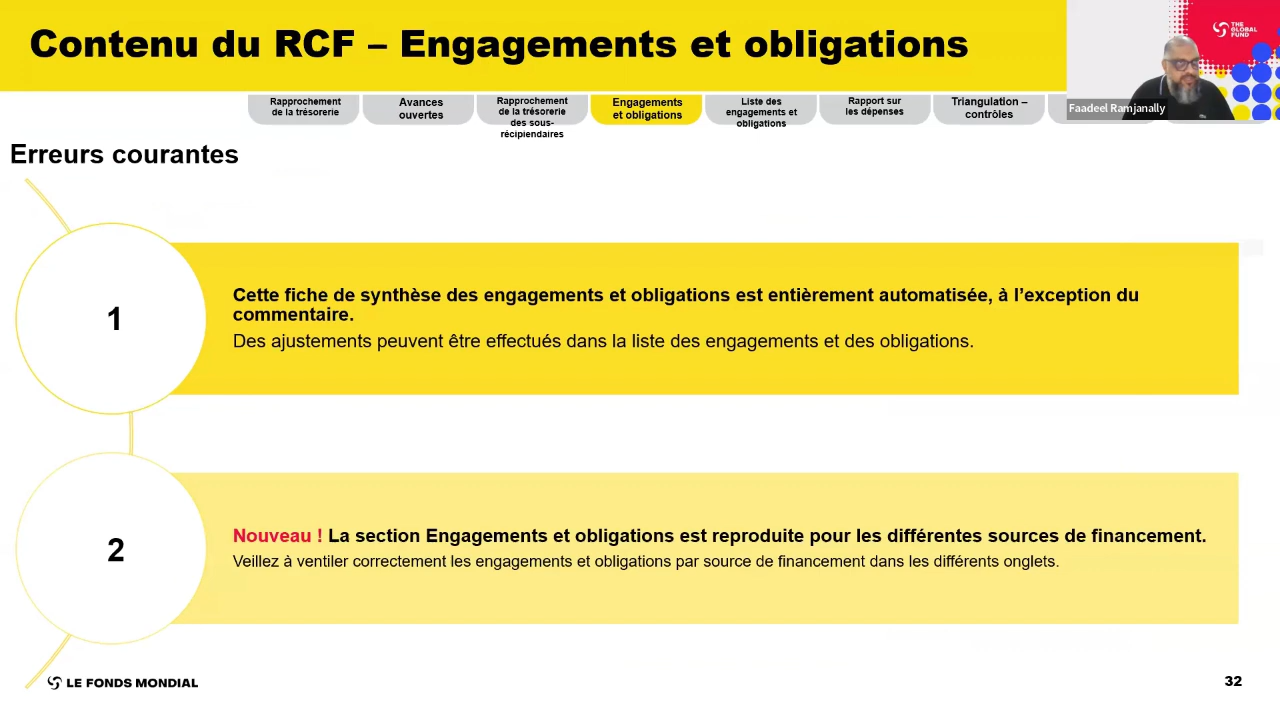 Contenu du RCF – Engagements et obligations
THE
GLOBAL
FUND
Faadeel Ramjanally
Rapprochement
de la trésorerie
Avances
ouvertes
Rapprochement
de la trésorerie
des sous-
récipiendaires
Engagements
et obligations
Liste des
engagements et
obligations
Rapport sur
les dépenses
Triangulation –
contrôles
Erreurs courantes
1
Cette fiche de synthèse des engagements et obligations est entièrement automatisée, à l’exception du
commentaire.
Des ajustements peuvent être effectués dans la liste des engagements et des obligations.
2
Nouveau ! La section Engagements et obligations est reproduite pour les différentes sources de financement.
Veillez à ventiler correctement les engagements et obligations par source de financement dans les différents onglets.
LE FONDS MONDIAL
32